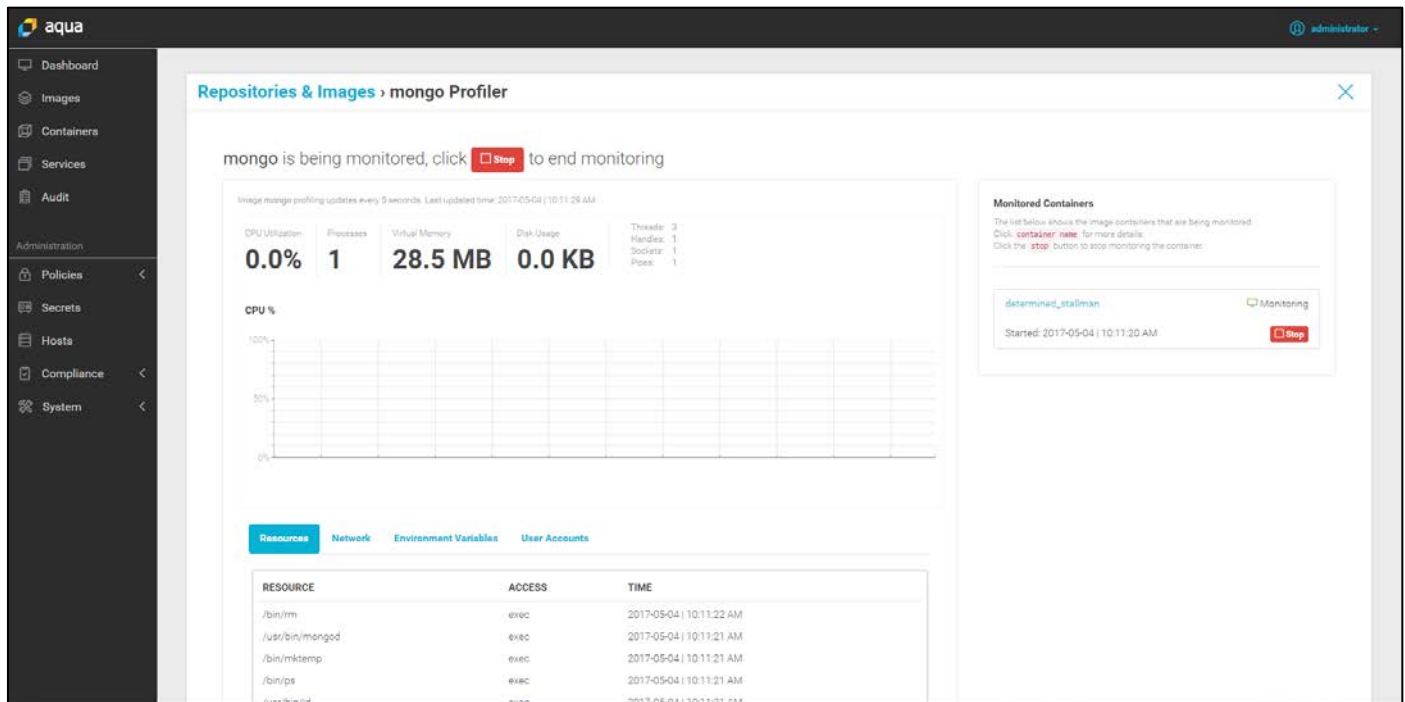 aqua
administrator
Dashboard
Images
Containers
Services
Audit
Administration
Policies
Secrets
Hosts
Compliance
System
Repositories & Images › mongo Profiler
mongo is being monitored, click Stop to end monitoring
Image mongo profiling updates every 5 seconds. Last updated time: 2017-05-04 | 10:11:29 AM
CPU Utilization Processes Virtual Memory Disk Usage
0.0% 1 28.5 MB 0.0 KB
Threads: 3
Handles: 1
Sockets: 1
Pipes: 1
CPU %
100%
50%
0%
Resources Network Environment Variables User Accounts
RESOURCE ACCESS TIME
/bin/rm exec 2017-05-04 | 10:11:22 AM
/usr/bin/mongod exec 2017-05-04 | 10:11:21 AM
/bin/mktemp exec 2017-05-04 | 10:11:21 AM
/bin/ps exec 2017-05-04 | 10:11:21 AM
Monitored Containers
The list below shows the image containers that are being monitored.
Click container name for more details.
Click the stop button to stop monitoring the container.
determined_stallman Monitoring
Started: 2017-05-04 | 10:11:20 AM Stop